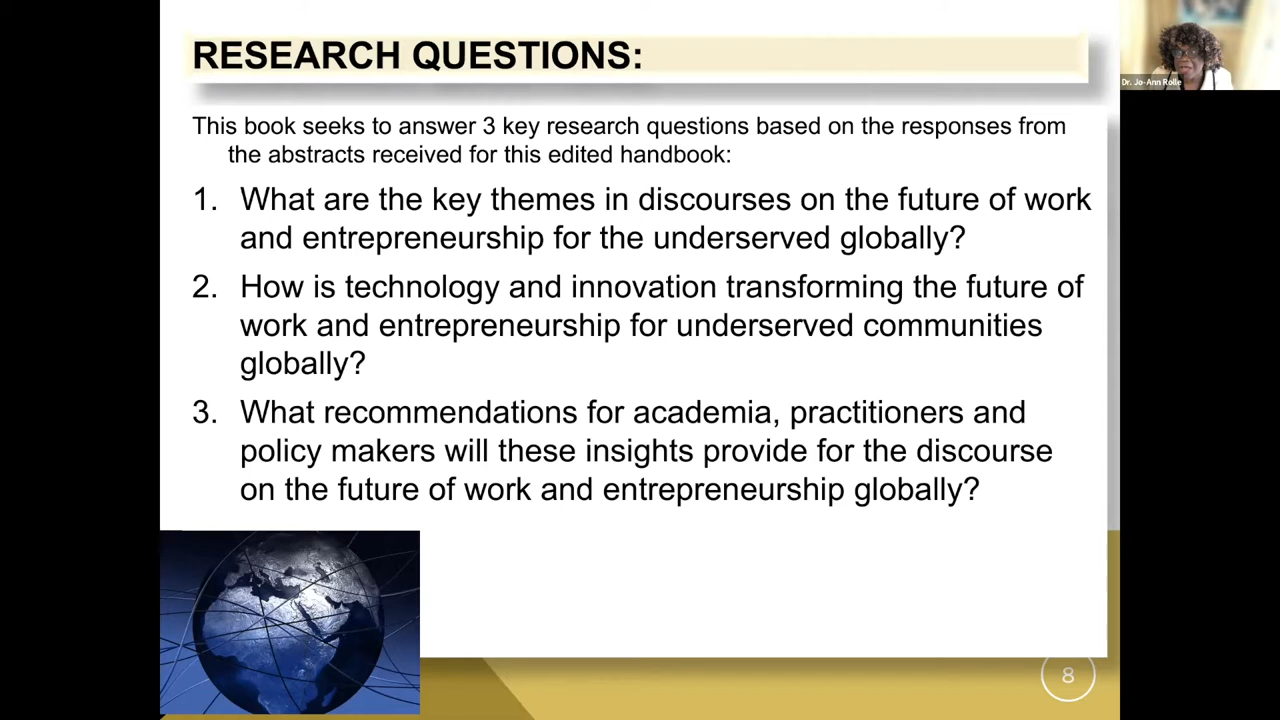 RESEARCH QUESTIONS:
Dr. Jo-Ann Rolle
This book seeks to answer 3 key research questions based on the responses from
the abstracts received for this edited handbook:
1. What are the key themes in discourses on the future of work
and entrepreneurship for the underserved globally?
2. How is technology and innovation transforming the future of
work and entrepreneurship for underserved communities
globally?
3. What recommendations for academia, practitioners and
policy makers will these insights provide for the discourse
on the future of work and entrepreneurship globally?
8